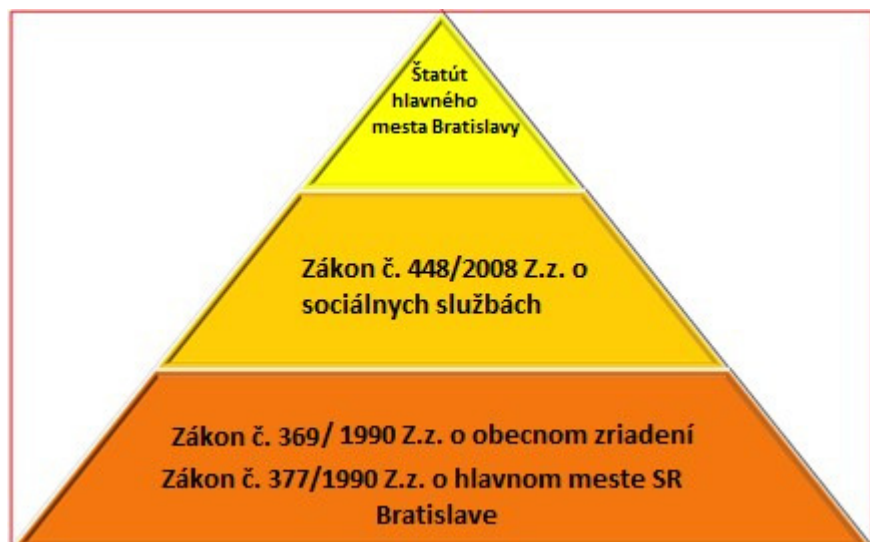 Štatút
hlavného
mesta Bratislavy
Zákon č. 448/2008 Z.z. o
sociálnych službách
Zákon č. 369/ 1990 Z.z. o obecnom zriadení
Zákon č. 377/1990 Z.z. o hlavnom meste SR
Bratislave